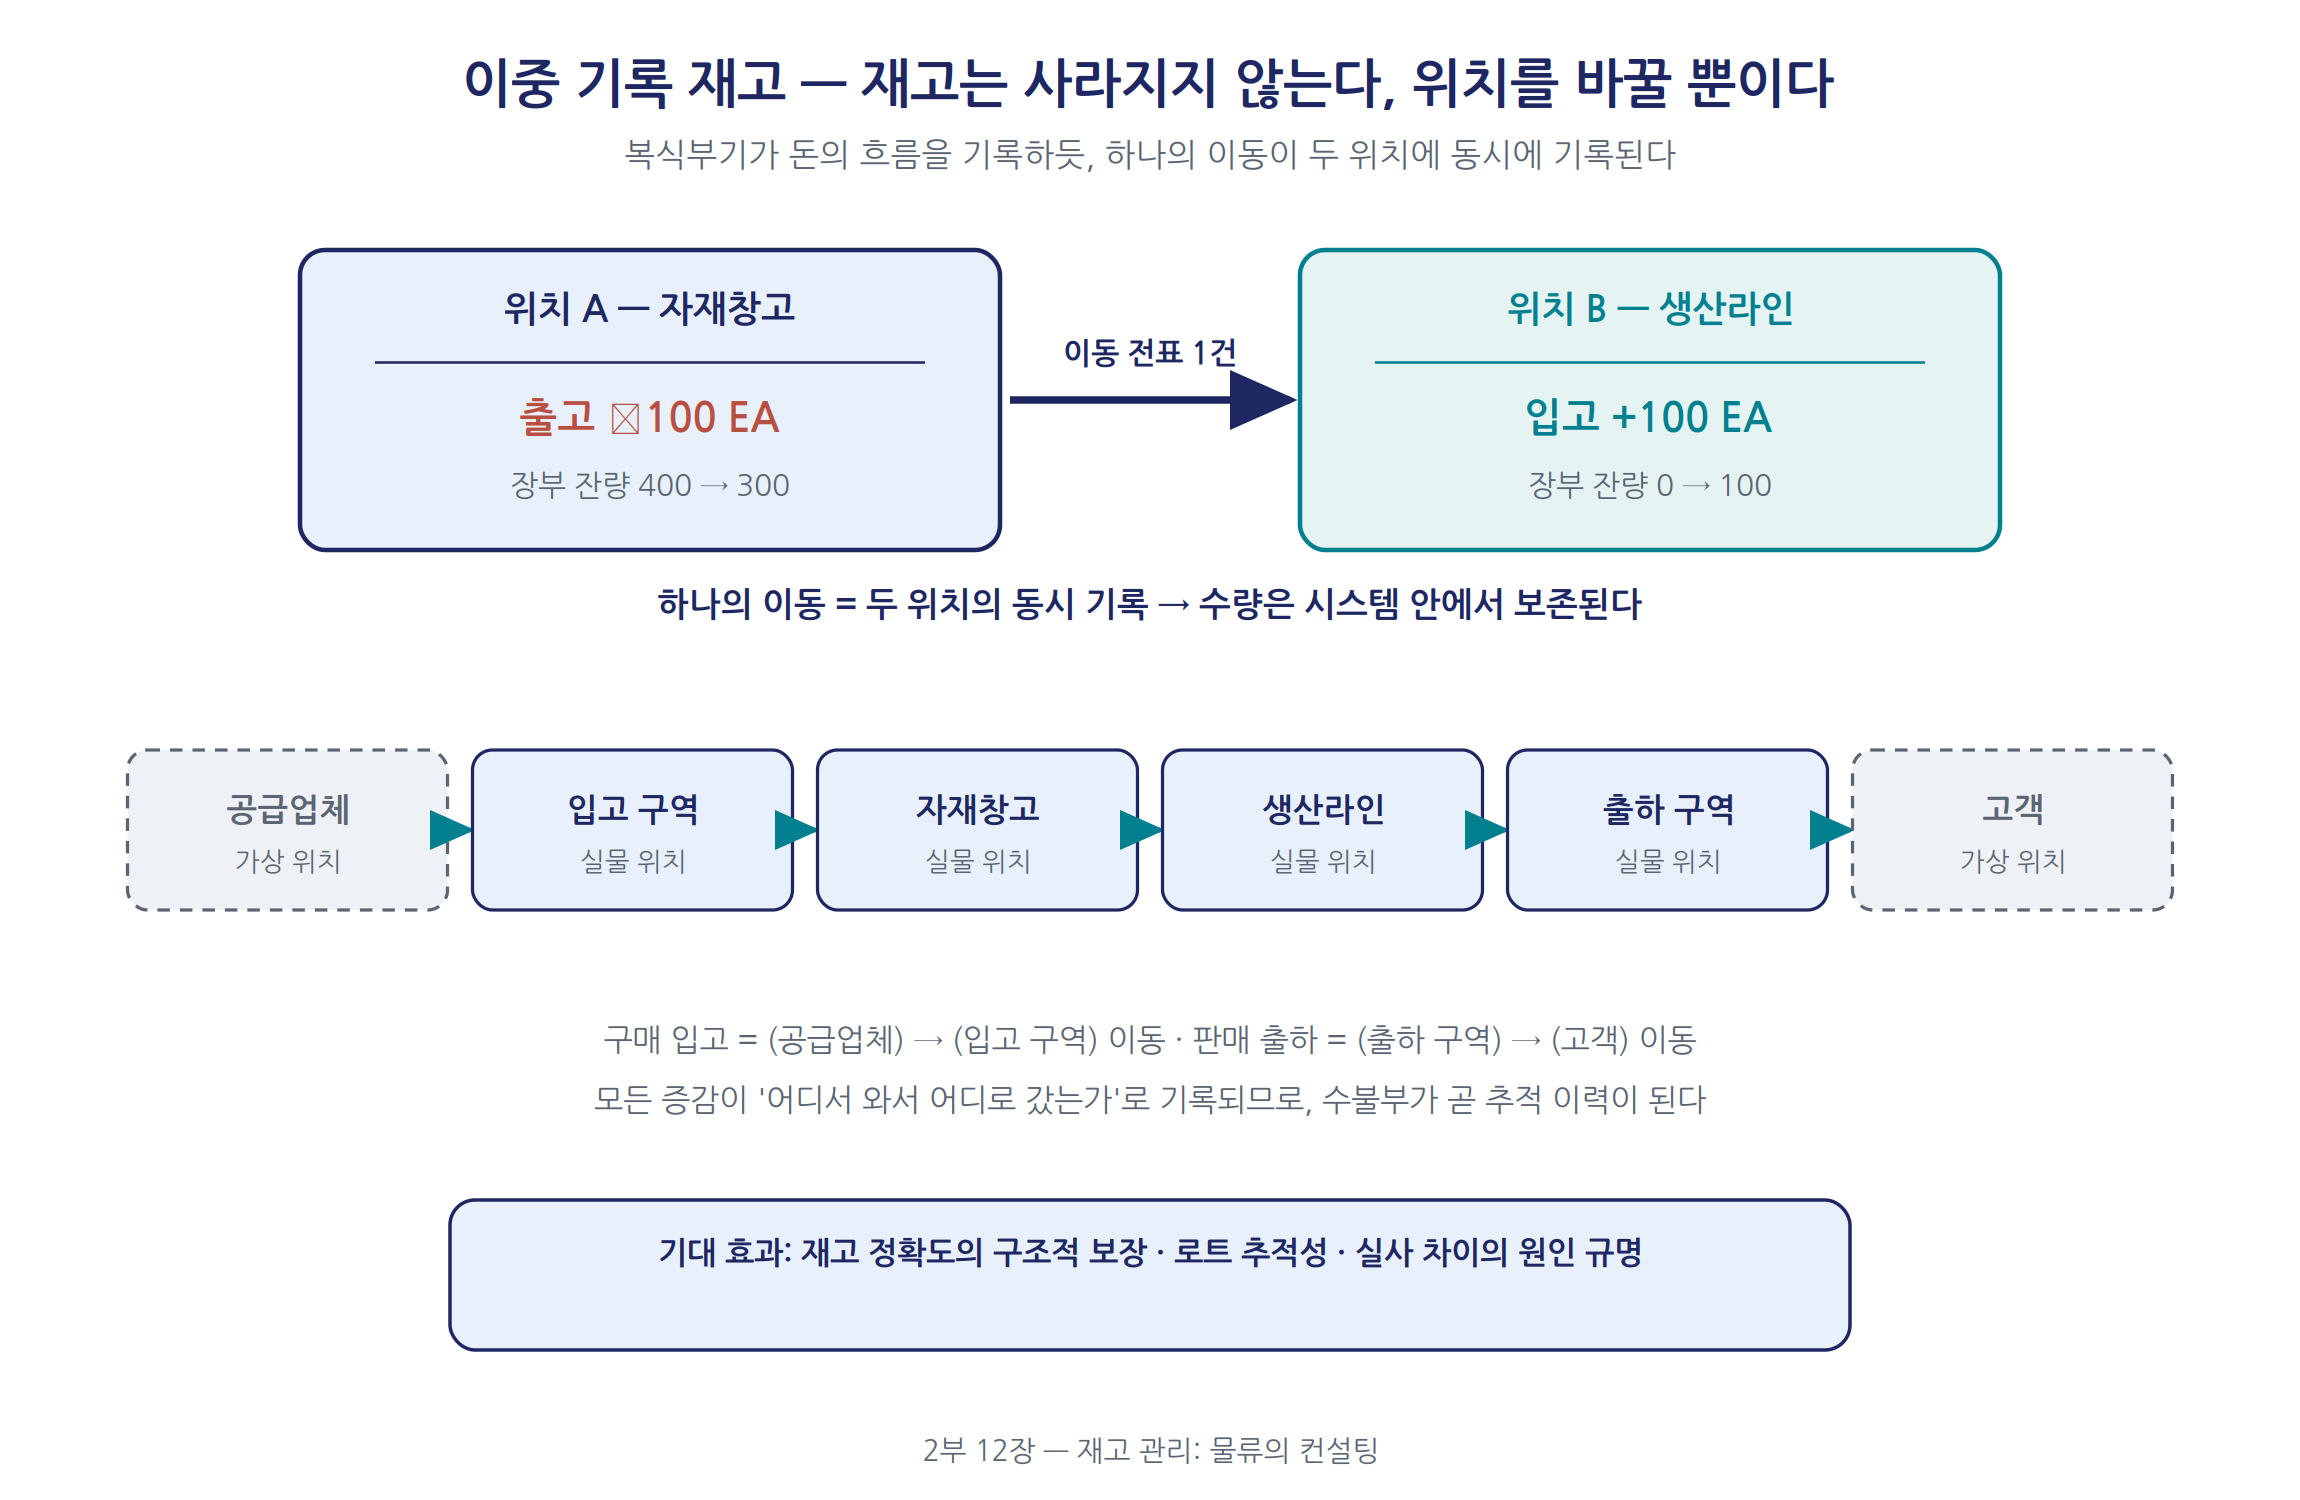 이중 기록 재고 — 재고는 사라지지 않는다, 위치를 바꿀 뿐이다
복식부기가 돈의 흐름을 기록하듯, 하나의 이동이 두 위치에 동시에 기록된다
위치 A — 자재창고
출고 100 EA
장부 잔량 400 → 300
이동 전표 1건
위치 B — 생산라인
입고 +100 EA
장부 잔량 0 → 100
하나의 이동 = 두 위치의 동시 기록 → 수량은 시스템 안에서 보존된다
공급업체
가상 위치
입고 구역
실물 위치
자재창고
실물 위치
생산라인
실물 위치
출하 구역
실물 위치
고객
가상 위치
구매 입고 = (공급업체) → (입고 구역) 이동 · 판매 출하 = (출하 구역) → (고객) 이동
모든 증감이 '어디서 와서 어디로 갔는가'로 기록되므로, 수불부가 곧 추적 이력이 된다
기대 효과: 재고 정확도의 구조적 보장 · 로트 추적성 · 실사 차이의 원인 규명
2부 12장 — 재고 관리: 물류의 컨설팅